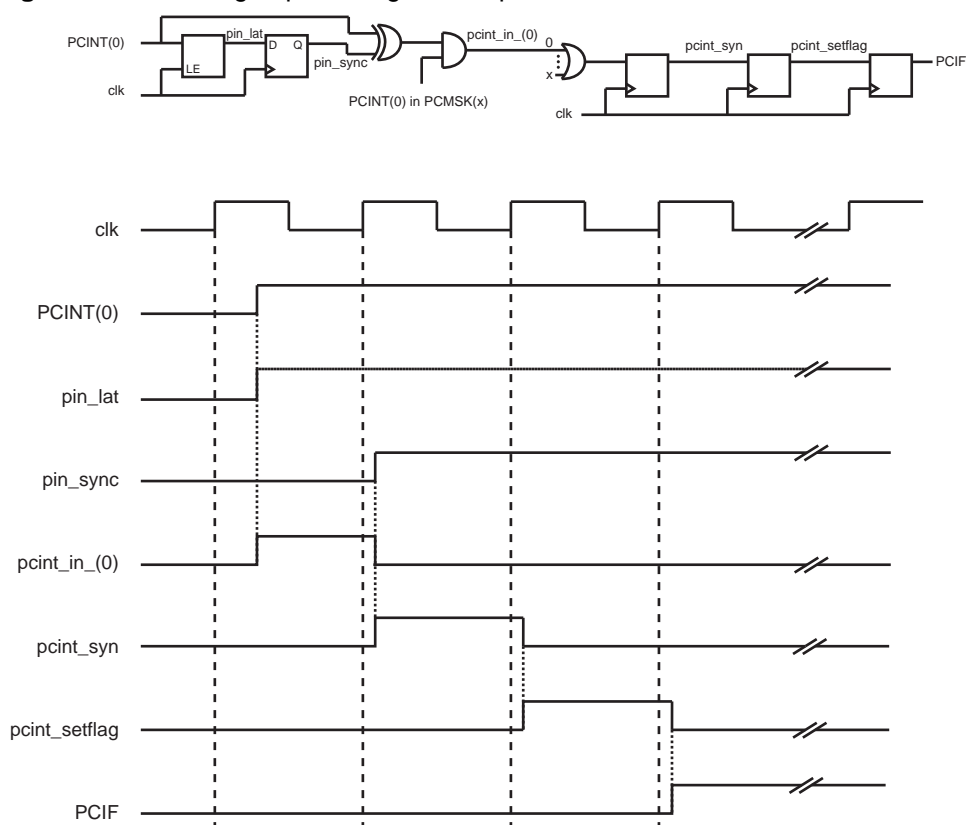 PCINT(0)
clk
LE
pin_lat
D
Q
pin_sync
PCINT(0) in PCMSK(x)
pcint_in_(0)
0
x
clk
pcint_syn
pcint_setflag
PCIF
clk
PCINT(0)
pin_lat
pin_sync
pcint_in_(0)
pcint_syn
pcint_setflag
PCIF